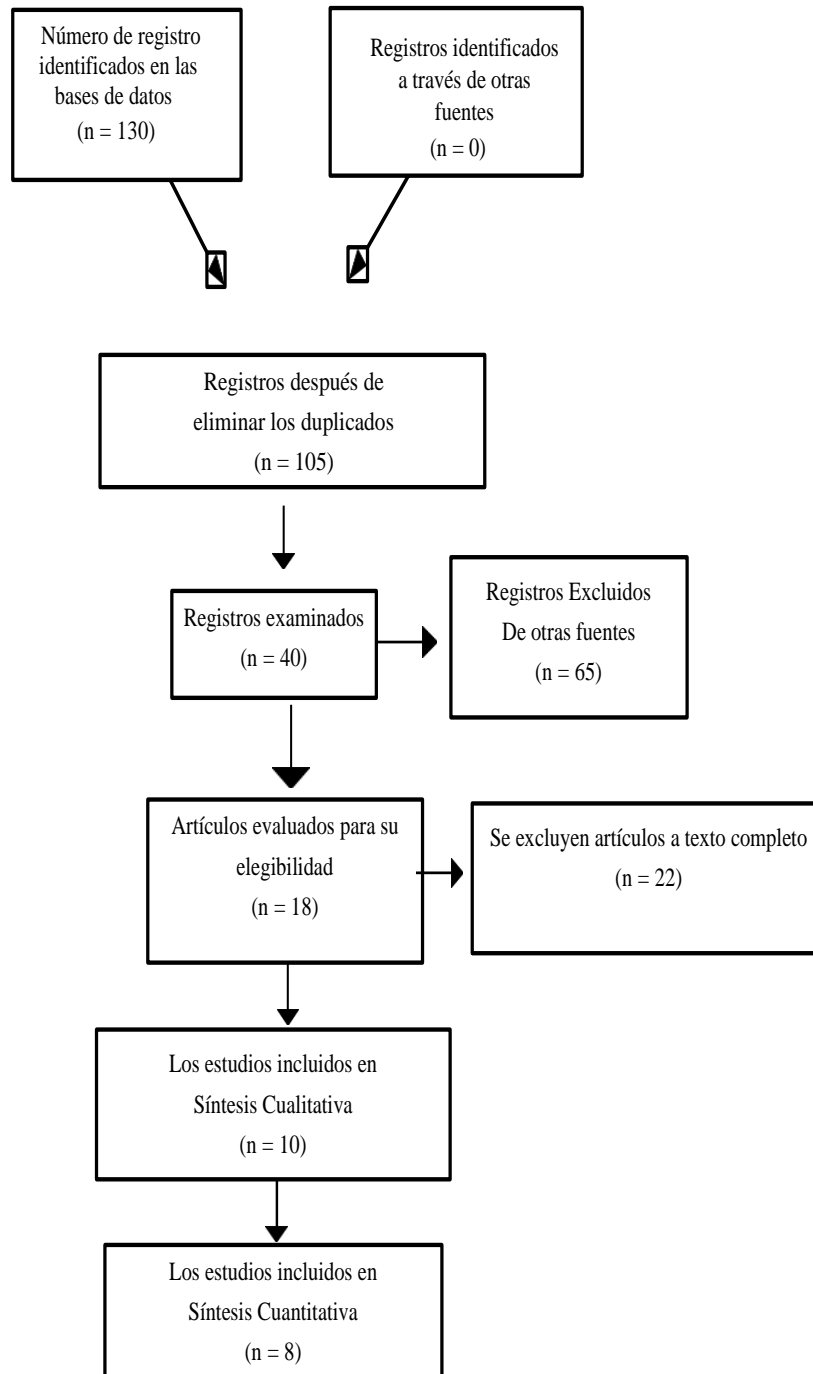 Número de registro
identificados en las
bases de datos
(n = 130)
Registros identificados
a través de otras
fuentes
(n = 0)
Registros después de
eliminar los duplicados
(n = 105)
Registros examinados
(n = 40)
Registros Excluidos
De otras fuentes
(n = 65)
Artículos evaluados para su
elegibilidad
(n = 18)
Se excluyen artículos a texto completo
(n = 22)
Los estudios incluidos en
Síntesis Cualitativa
(n = 10)
Los estudios incluidos en
Síntesis Cuantitativa
(n = 8)